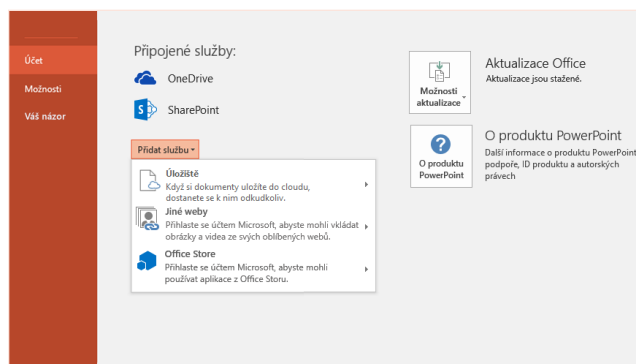 Účet
Možnosti
Váš názor
Připojené služby:
OneDrive
SharePoint
Přidat službu
Úložiště
Když si dokumenty uložíte do cloudu,
dostanete se k nim odkudkoliv.
Jiné weby
Přihlaste se účtem Microsoft, abyste mohli vkládat
obrázky a videa ze svých oblíbených webů.
Office Store
Přihlaste se účtem Microsoft, abyste mohli
používat aplikace z Office Storu.
Možnosti
aktualizace
Aktualizace Office
Aktualizace jsou stažené.
O produktu
PowerPoint
O produktu PowerPoint
Další informace o produktu PowerPoint
podpoře, ID produktu a autorských
právech